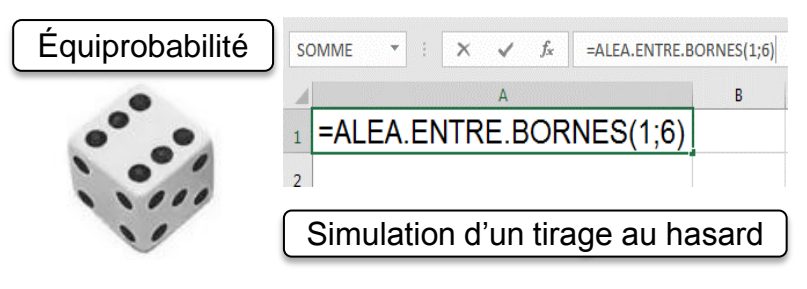 Équiprobabilité
SOMME fx =ALEA.ENTRE.BORNES(1;6)
A B
1 =ALEA.ENTRE.BORNES(1;6)
2
Simulation d'un tirage au hasard